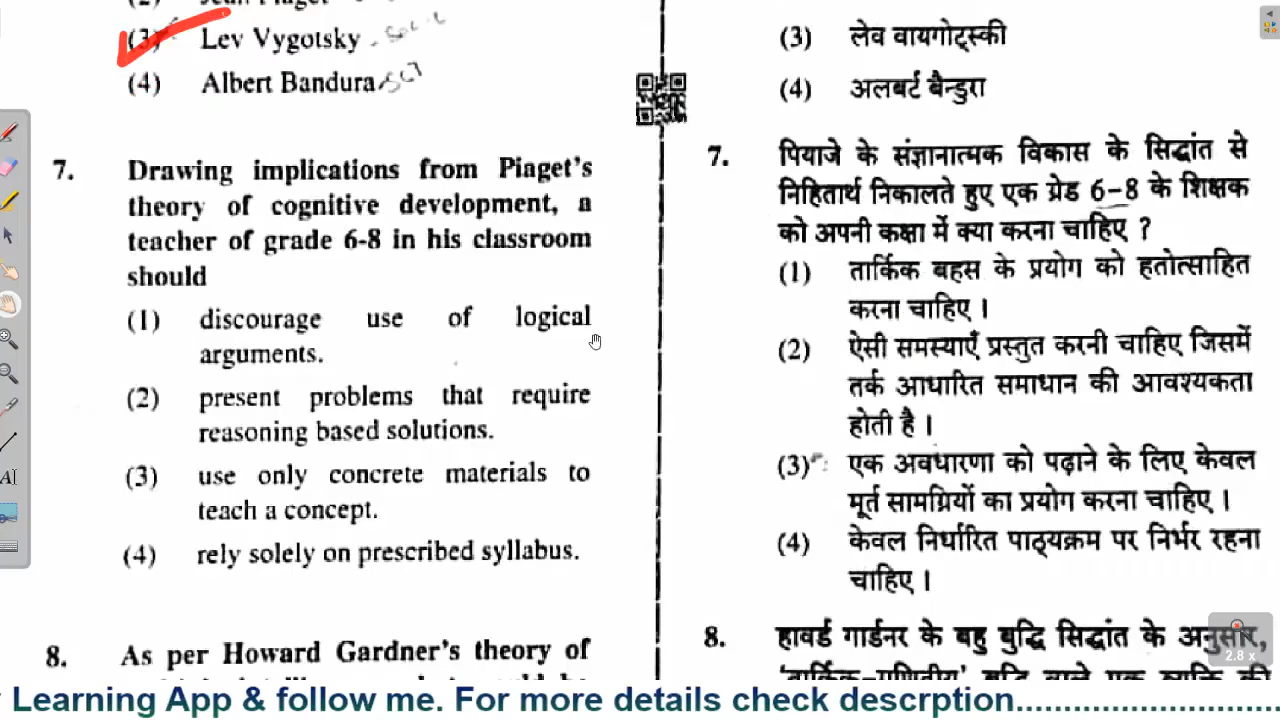 (3) Lev Vygotsky
(4) Albert Bandura SCT
7. Drawing implications from Piaget's
theory of cognitive development, a
teacher of grade 6-8 in his classroom
should
(1) discourage use of logical
arguments.
(2) present problems that require
reasoning based solutions.
(3) use only concrete materials to
teach a concept.
(4) rely solely on prescribed syllabus.
8. As per Howard Gardner's theory of
(3) लेव वायगोट्स्की
(4) अलबर्ट बैन्डुरा
7. पियाजे के संज्ञानात्मक विकास के सिद्धांत से
निहितार्थ निकालते हुए एक ग्रेड 6-8 के शिक्षक
को अपनी कक्षा में क्या करना चाहिए ?
(1) तार्किक बहस के प्रयोग को हतोत्साहित
करना चाहिए ।
(2) ऐसी समस्याएँ प्रस्तुत करनी चाहिए जिसमें
तर्क आधारित समाधान की आवश्यकता
होती है ।
(3) एक अवधारणा को पढ़ाने के लिए केवल
मूर्त सामग्रियों का प्रयोग करना चाहिए ।
(4) केवल निर्धारित पाठ्यक्रम पर निर्भर रहना
चाहिए ।
8. हावर्ड गार्डनर के बहु बुद्धि सिद्धांत के अनुसार,
2.8 x
AI
Learning App & follow me. For more details check descrption......................................